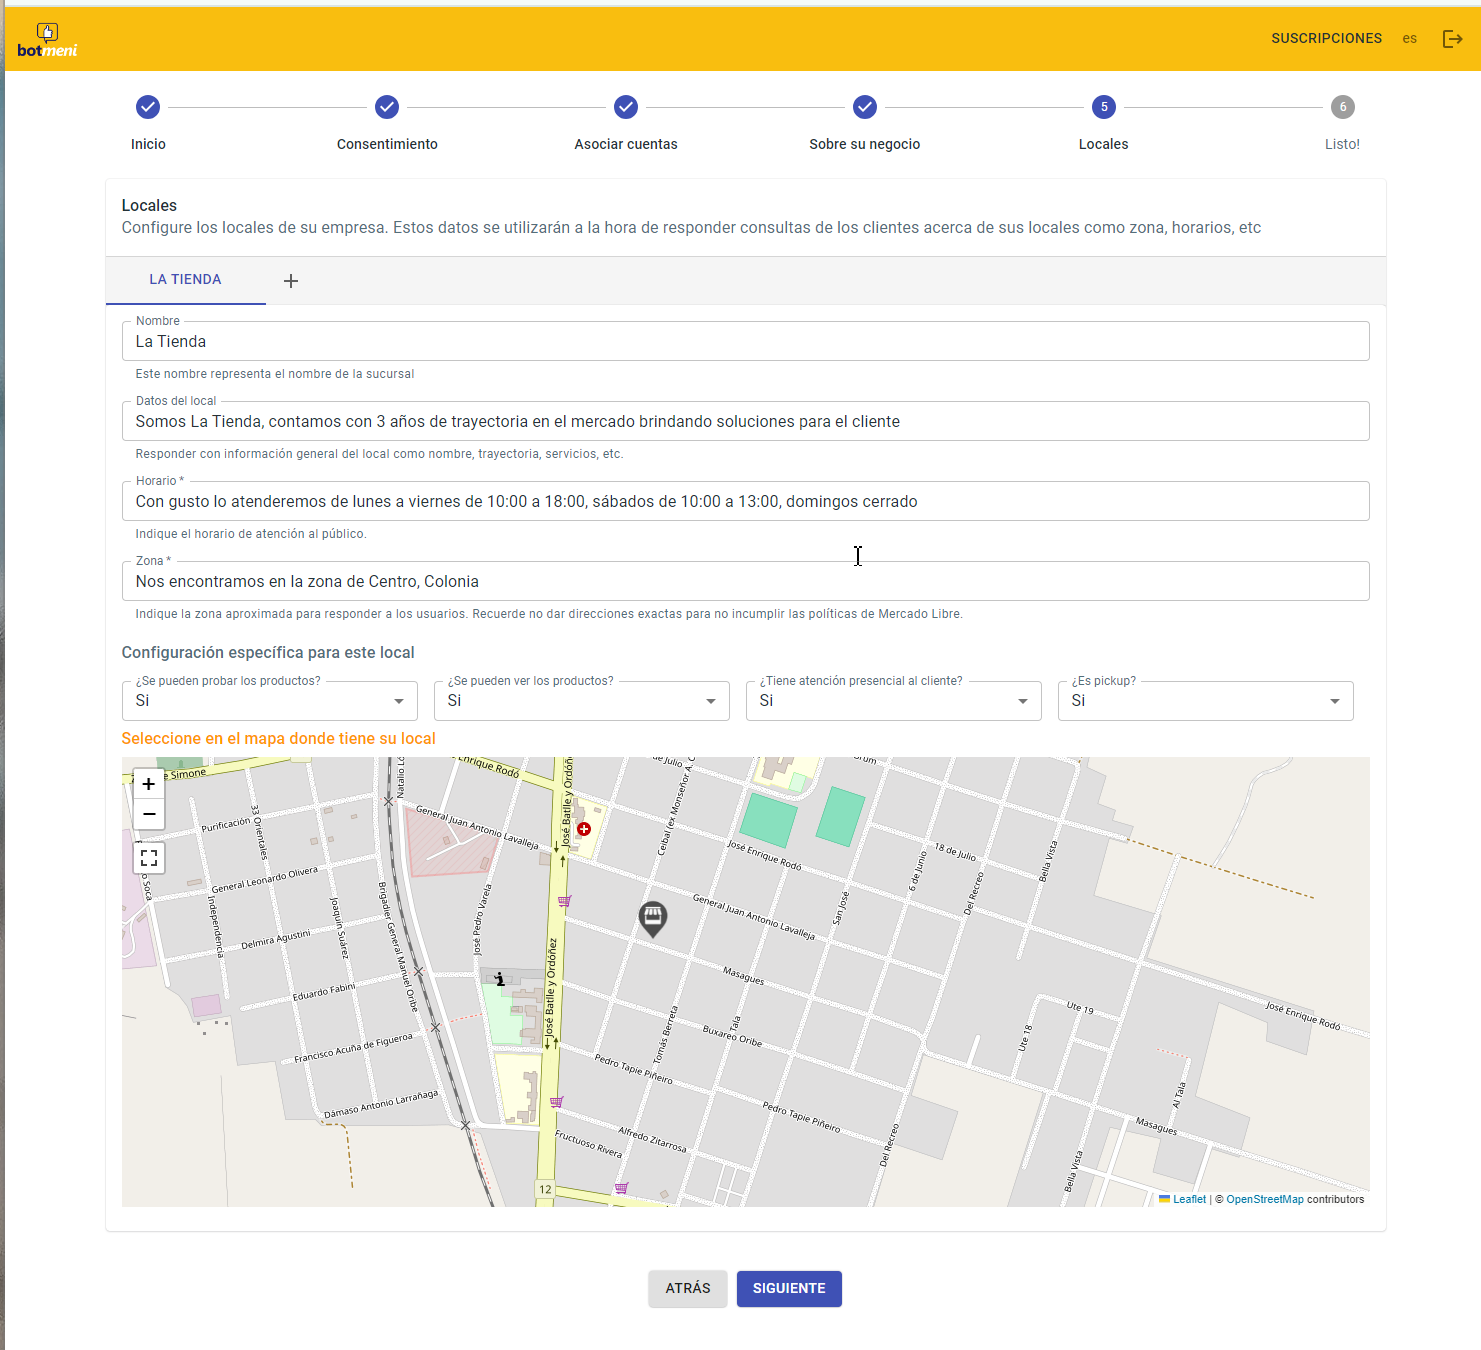 botmeni
SUSCRIPCIONES es
5 6
Inicio Consentimiento Asociar cuentas Sobre su negocio Locales Listo!
Locales
Configure los locales de su empresa. Estos datos se utilizarán a la hora de responder consultas de los clientes acerca de sus locales como zona, horarios, etc
LA TIENDA +
Nombre
La Tienda
Este nombre representa el nombre de la sucursal
Datos del local
Somos La Tienda, contamos con 3 años de trayectoria en el mercado brindando soluciones para el cliente
Responder con información general del local como nombre, trayectoria, servicios, etc.
Horario *
Con gusto lo atenderemos de lunes a viernes de 10:00 a 18:00, sábados de 10:00 a 13:00, domingos cerrado
Indique el horario de atención al público.
Zona *
Nos encontramos en la zona de Centro, Colonia
Indique la zona aproximada para responder a los usuarios. Recuerde no dar direcciones exactas para no incumplir las políticas de Mercado Libre.
Configuración específica para este local
¿Se pueden probar los productos? ¿Se pueden ver los productos? ¿Tiene atención presencial al cliente? ¿Es pickup?
Si Si Si Si
Seleccione en el mapa donde tiene su local
+
−
Simone
Enrique Rodó
de Julio
Purificación
33 Orientales
General Juan Antonio Lavalleja
José Batlle y Ordóñ
Ceibal (ex Monseñor A. C
José Enrique Rodó
18 de Julio
Bella Vista
6 de Junio
Del Recreo
San José
General Leonardo Olivera
Soca
Independencia
Joaquín Suárez
Brigadier General Manuel Oribe
José Pedro Varela
General Juan Antonio Lavalleja
Delmira Agustini
Eduardo Fabini
José Batlle y Ordóñez
Masagues
Tala
Tomás Berreta
Buxareo Oribe
Ute 19
Ute 18
José Enrique Rodó
Francisco Acuña de Figueroa
Pedro Tapie Piñeiro
Pedro Tapie Piñeiro
Al Tala
Masagues
Dámaso Antonio Larrañaga
Fructuoso Rivera
Alfredo Zitarrosa
Del Recreo
Bella Vista
12
Leaflet | © OpenStreetMap contributors
ATRÁS SIGUIENTE